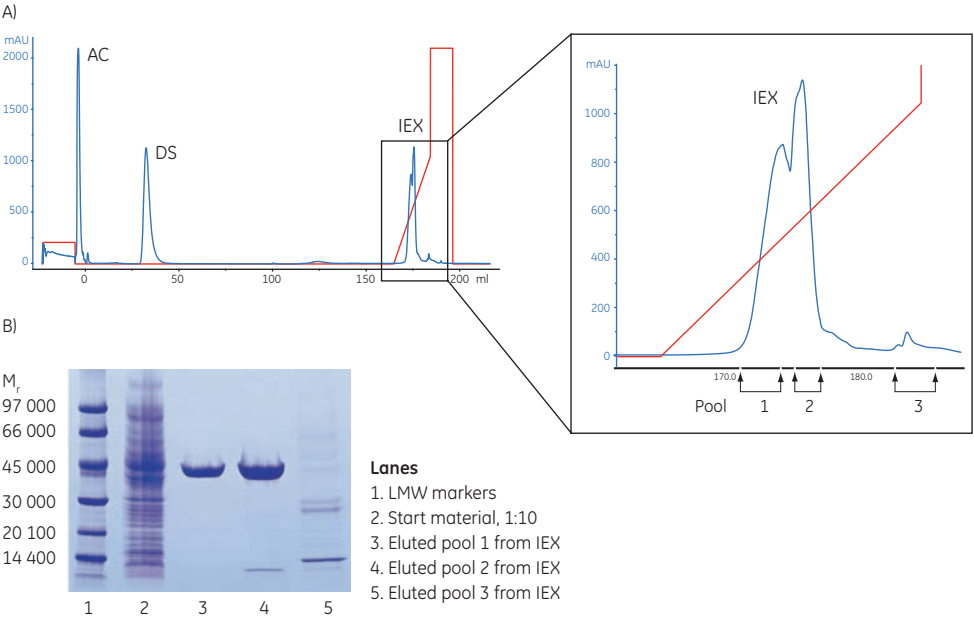 A)
mAU
2000
1500
1000
500
0
AC
DS
IEX
0 50 100 150 200 ml
mAU
1000
800
600
400
200
0
IEX
170.0 180.0
Pool 1 2 3
B)
Mr
97 000
66 000
45 000
30 000
20 100
14 400
1 2 3 4 5
Lanes
1. LMW markers
2. Start material, 1:10
3. Eluted pool 1 from IEX
4. Eluted pool 2 from IEX
5. Eluted pool 3 from IEX